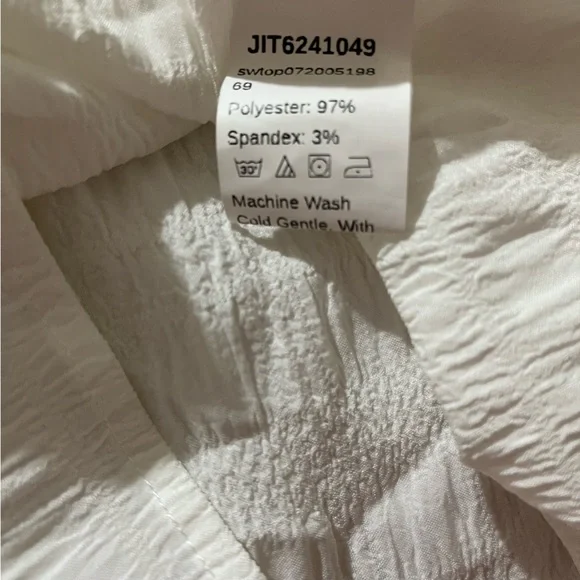 JIT6241049
swtop072005198
69
Polyester: 97%
Spandex: 3%
30°
Machine Wash
Cold Gentle, With